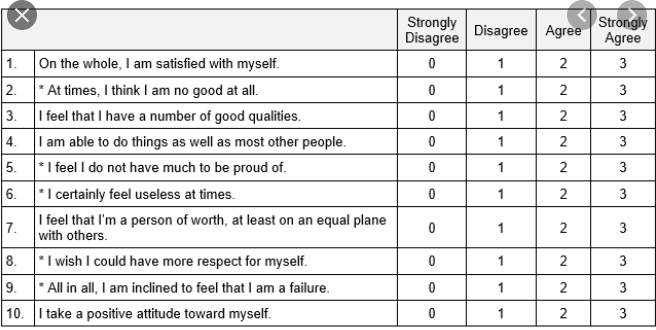 Strongly Disagree Disagree Agree Strongly Agree
1. On the whole, I am satisfied with myself. 0 1 2 3
2. * At times, I think I am no good at all. 0 1 2 3
3. I feel that I have a number of good qualities. 0 1 2 3
4. I am able to do things as well as most other people. 0 1 2 3
5. * I feel I do not have much to be proud of. 0 1 2 3
6. * I certainly feel useless at times. 0 1 2 3
7. I feel that I'm a person of worth, at least on an equal plane
with others. 0 1 2 3
8. * I wish I could have more respect for myself. 0 1 2 3
9. * All in all, I am inclined to feel that I am a failure. 0 1 2 3
10. I take a positive attitude toward myself. 0 1 2 3